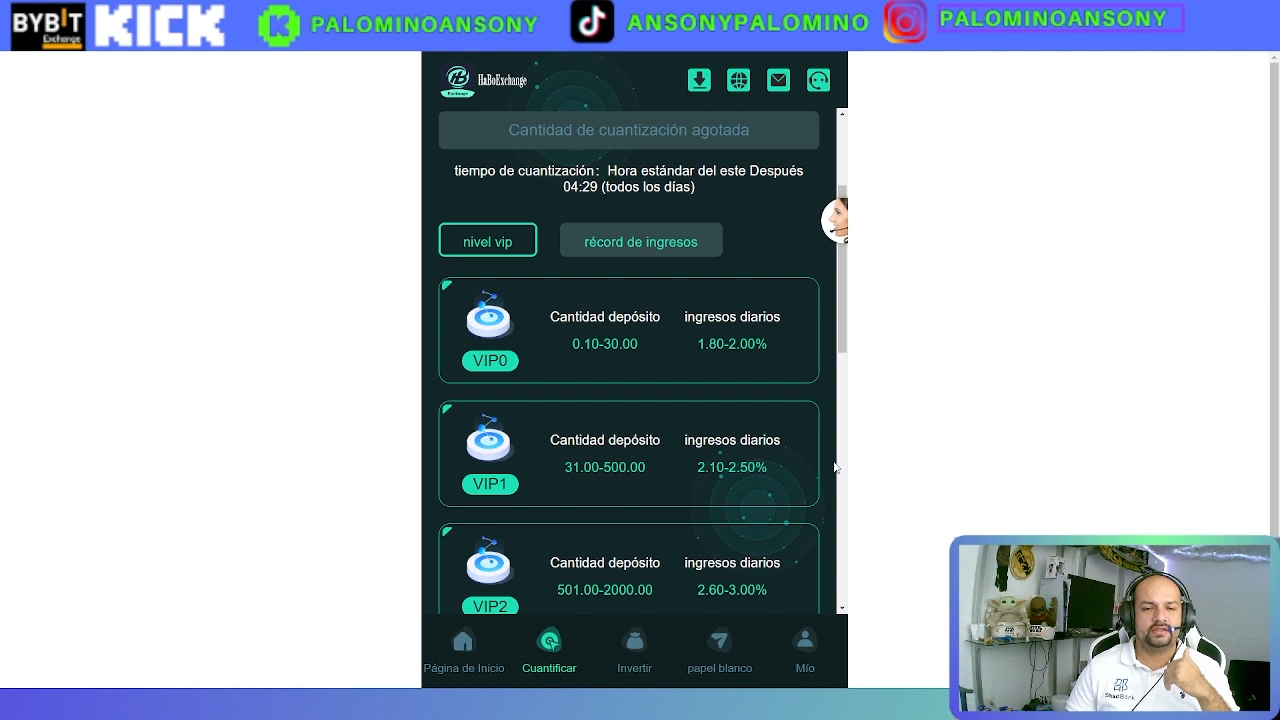 BYBIT
Exchange
KICK
PALOMINOANSONY
ANSONYPALOMINO
PALOMINOANSONY
HaBoExchange
Exchange
Cantidad de cuantización agotada
tiempo de cuantización：Hora estándar del este Después
04:29 (todos los días)
nivel vip
récord de ingresos
Cantidad depósito ingresos diarios
0.10-30.00 1.80-2.00%
VIP0
Cantidad depósito ingresos diarios
31.00-500.00 2.10-2.50%
VIP1
Cantidad depósito ingresos diarios
501.00-2000.00 2.60-3.00%
VIP2
Página de Inicio Cuantificar Invertir papel blanco Mío